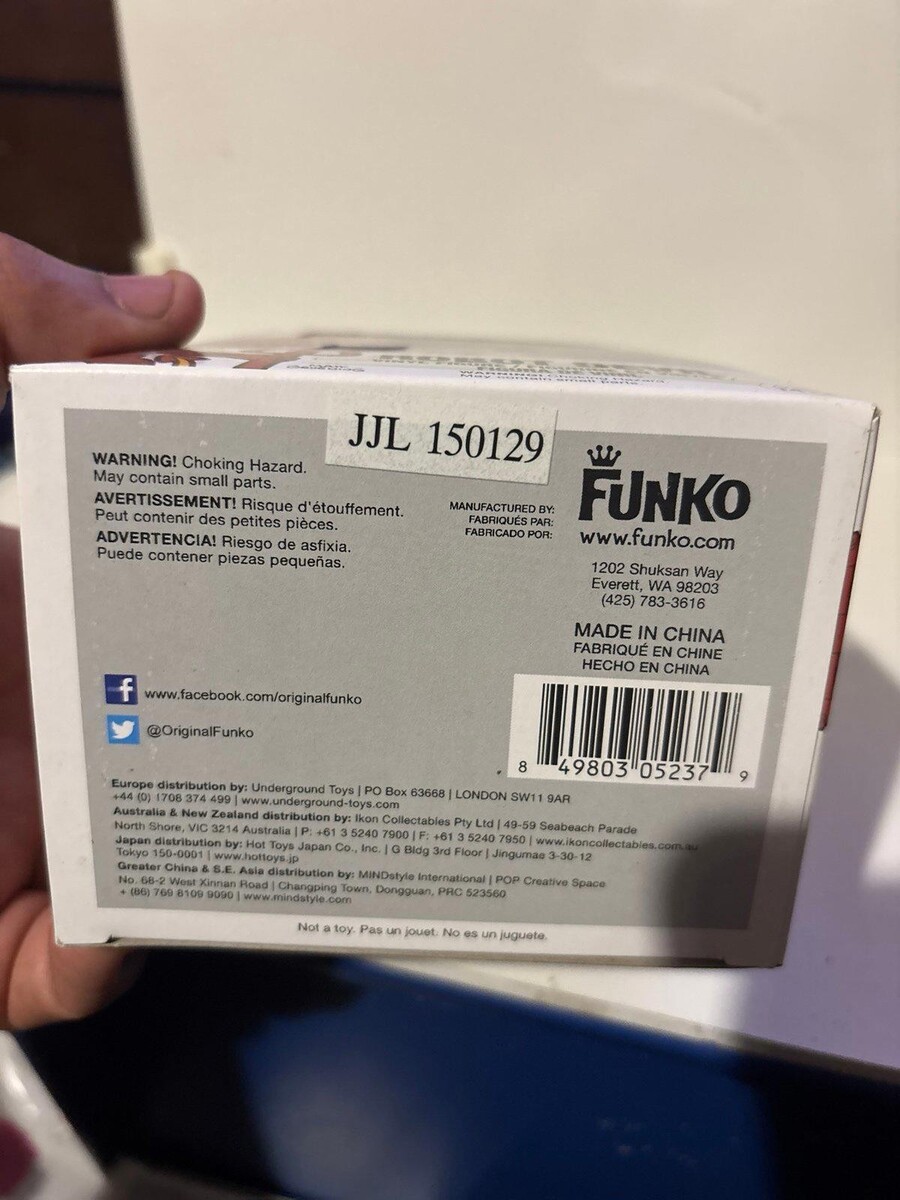 WARNING! Choking Hazard
May contain small parts
JJL 150129
WARNING! Choking Hazard.
May contain small parts.
AVERTISSEMENT! Risque d'étouffement.
Peut contenir des petites pièces.
ADVERTENCIA! Riesgo de asfixia.
Puede contener piezas pequeñas.
MANUFACTURED BY:
FABRIQUÉS PAR:
FABRICADO POR:
FUNKO
www.funko.com
1202 Shuksan Way
Everett, WA 98203
(425) 783-3616
MADE IN CHINA
FABRIQUÉ EN CHINE
HECHO EN CHINA
f www.facebook.com/originalfunko
@OriginalFunko
8 49803 05237 9
Europe distribution by: Underground Toys | PO Box 63668 | LONDON SW11 9AR
+44 (0) 1708 374 499 | www.underground-toys.com
Australia & New Zealand distribution by: Ikon Collectables Pty Ltd | 49-59 Seabeach Parade
North Shore, VIC 3214 Australia | P: +61 3 5240 7900 | F: +61 3 5240 7950 | www.ikoncollectables.com.au
Japan distribution by: Hot Toys Japan Co., Inc. | G Bldg 3rd Floor | Jingumae 3-30-12
Tokyo 150-0001 | www.hottoys.jp
Greater China & S.E. Asia distribution by: MINDstyle International | POP Creative Space
No. 68-2 West Xinnan Road | Changping Town, Dongguan, PRC 523560
+ (86) 769 8109 9090 | www.mindstyle.com
Not a toy. Pas un jouet. No es un juguete.